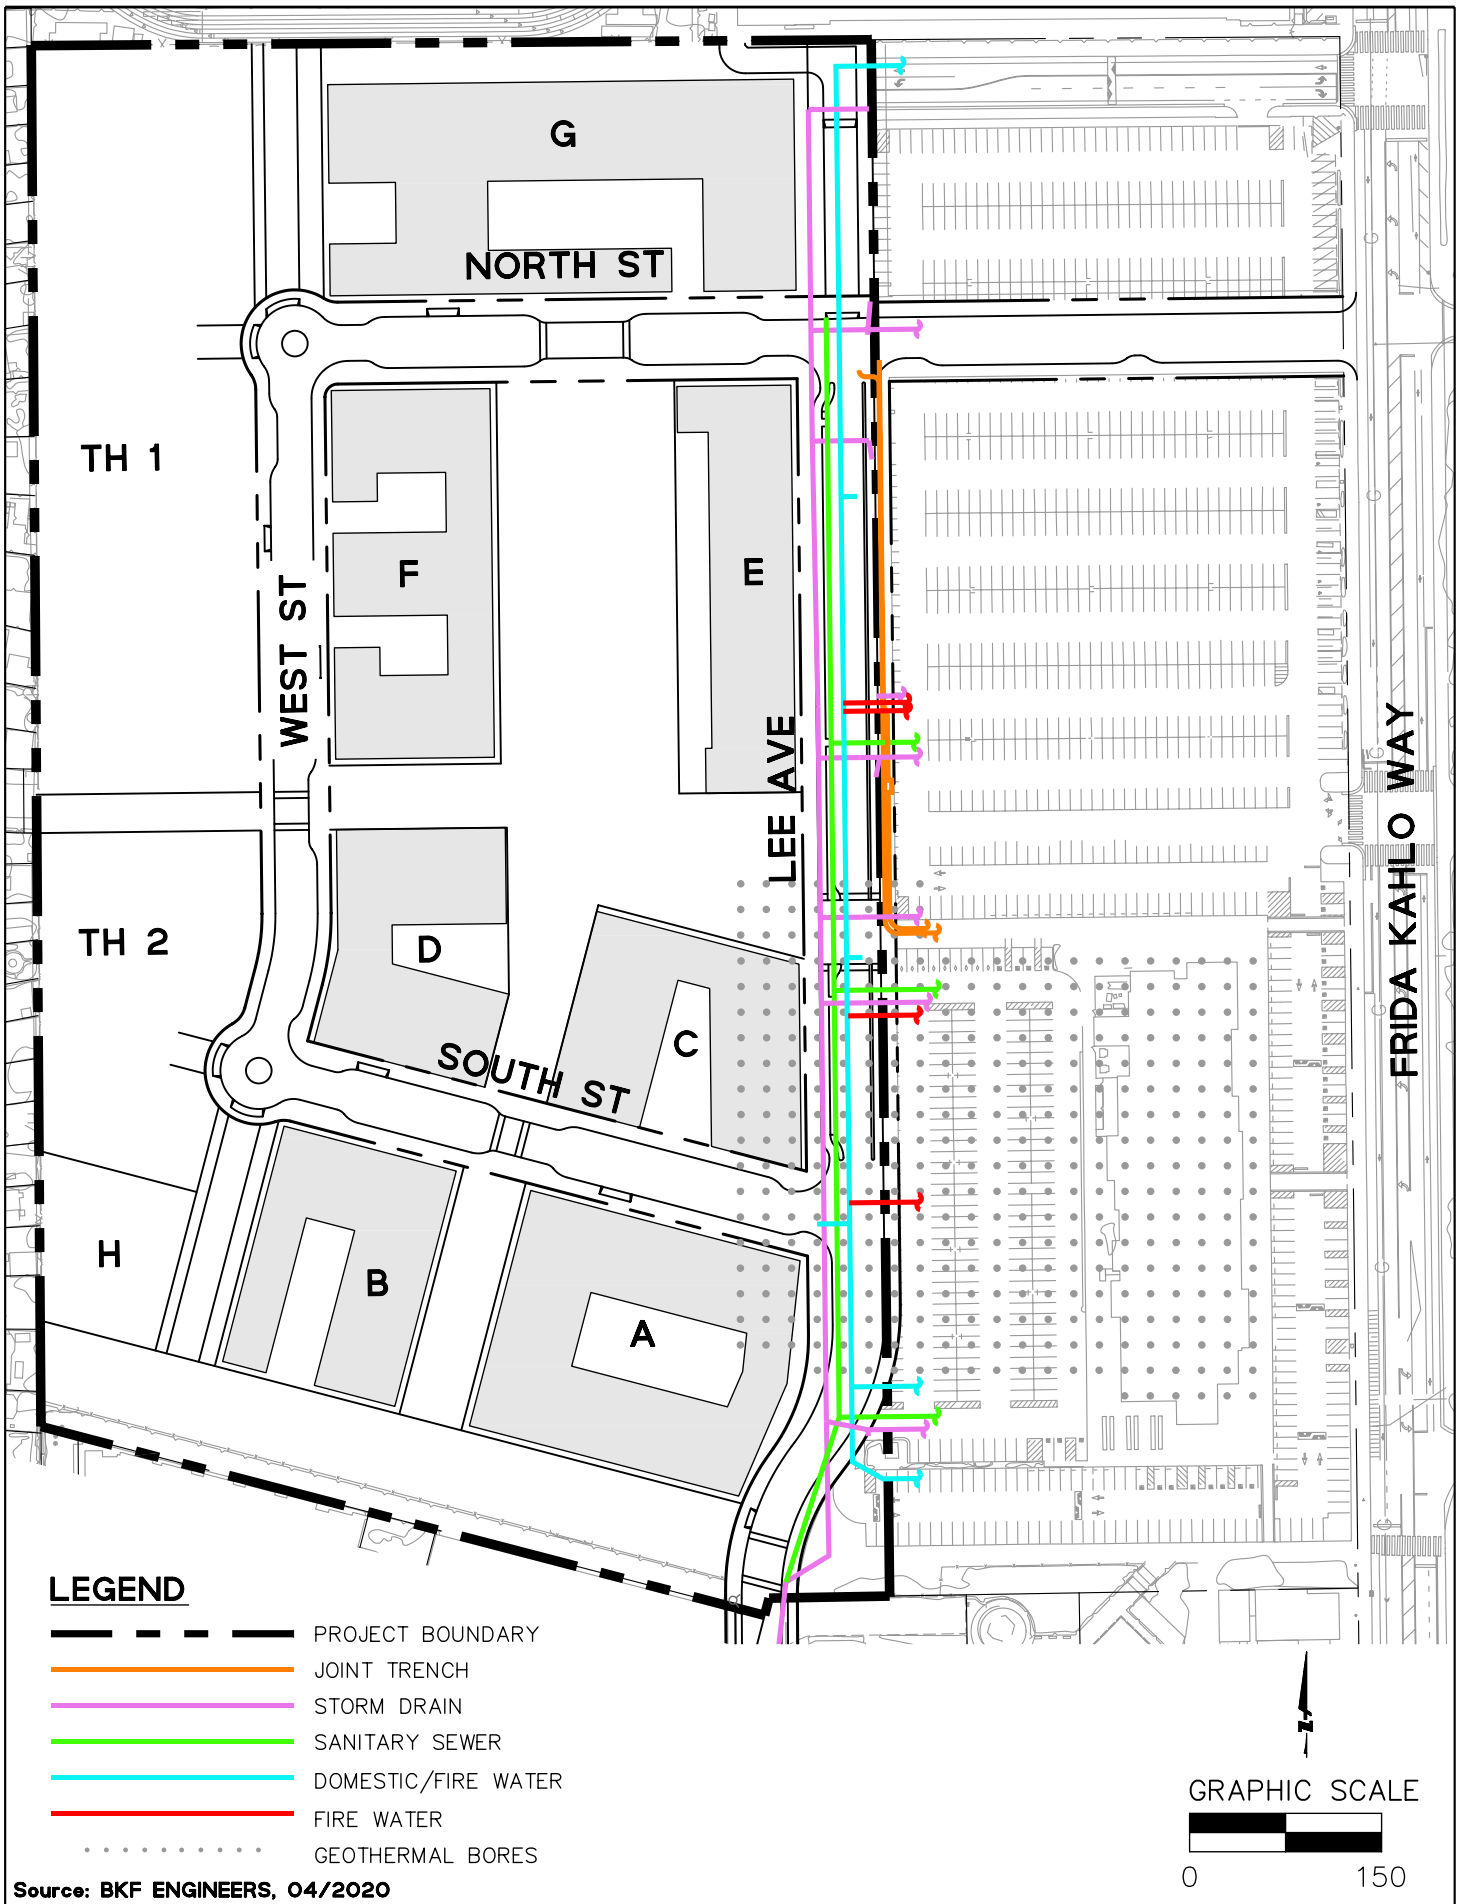 G
NORTH ST
TH 1
F
E
WEST ST
LEE AVE
FRIDA KAHLO WAY
TH 2
D
C
SOUTH ST
H
B
A
G
G
G
G
G
LEGEND
PROJECT BOUNDARY
JOINT TRENCH
STORM DRAIN
SANITARY SEWER
DOMESTIC/FIRE WATER
FIRE WATER
GEOTHERMAL BORES
Source: BKF ENGINEERS, 04/2020
N
GRAPHIC SCALE
0 150